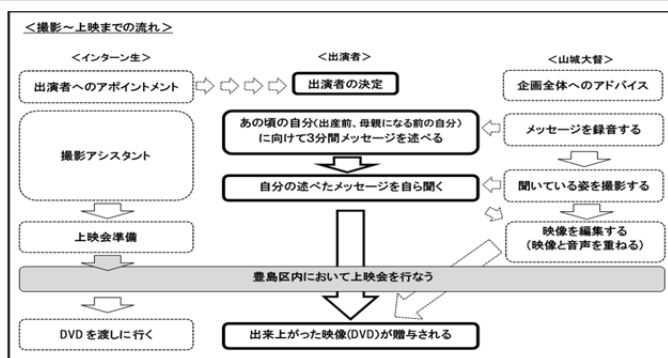 ＜撮影～上映までの流れ＞
＜インターン生＞
＜出演者＞
＜山城大督＞
出演者へのアポイントメント
出演者の決定
企画全体へのアドバイス
撮影アシスタント
あの頃の自分(出産前、母親になる前の自分)
に向けて3分間メッセージを述べる
メッセージを録音する
自分の述べたメッセージを自ら聞く
聞いている姿を撮影する
上映会準備
映像を編集する
(映像と音声を重ねる)
豊島区内において上映会を行なう
DVDを渡しに行く
出来上がった映像(DVD)が贈与される